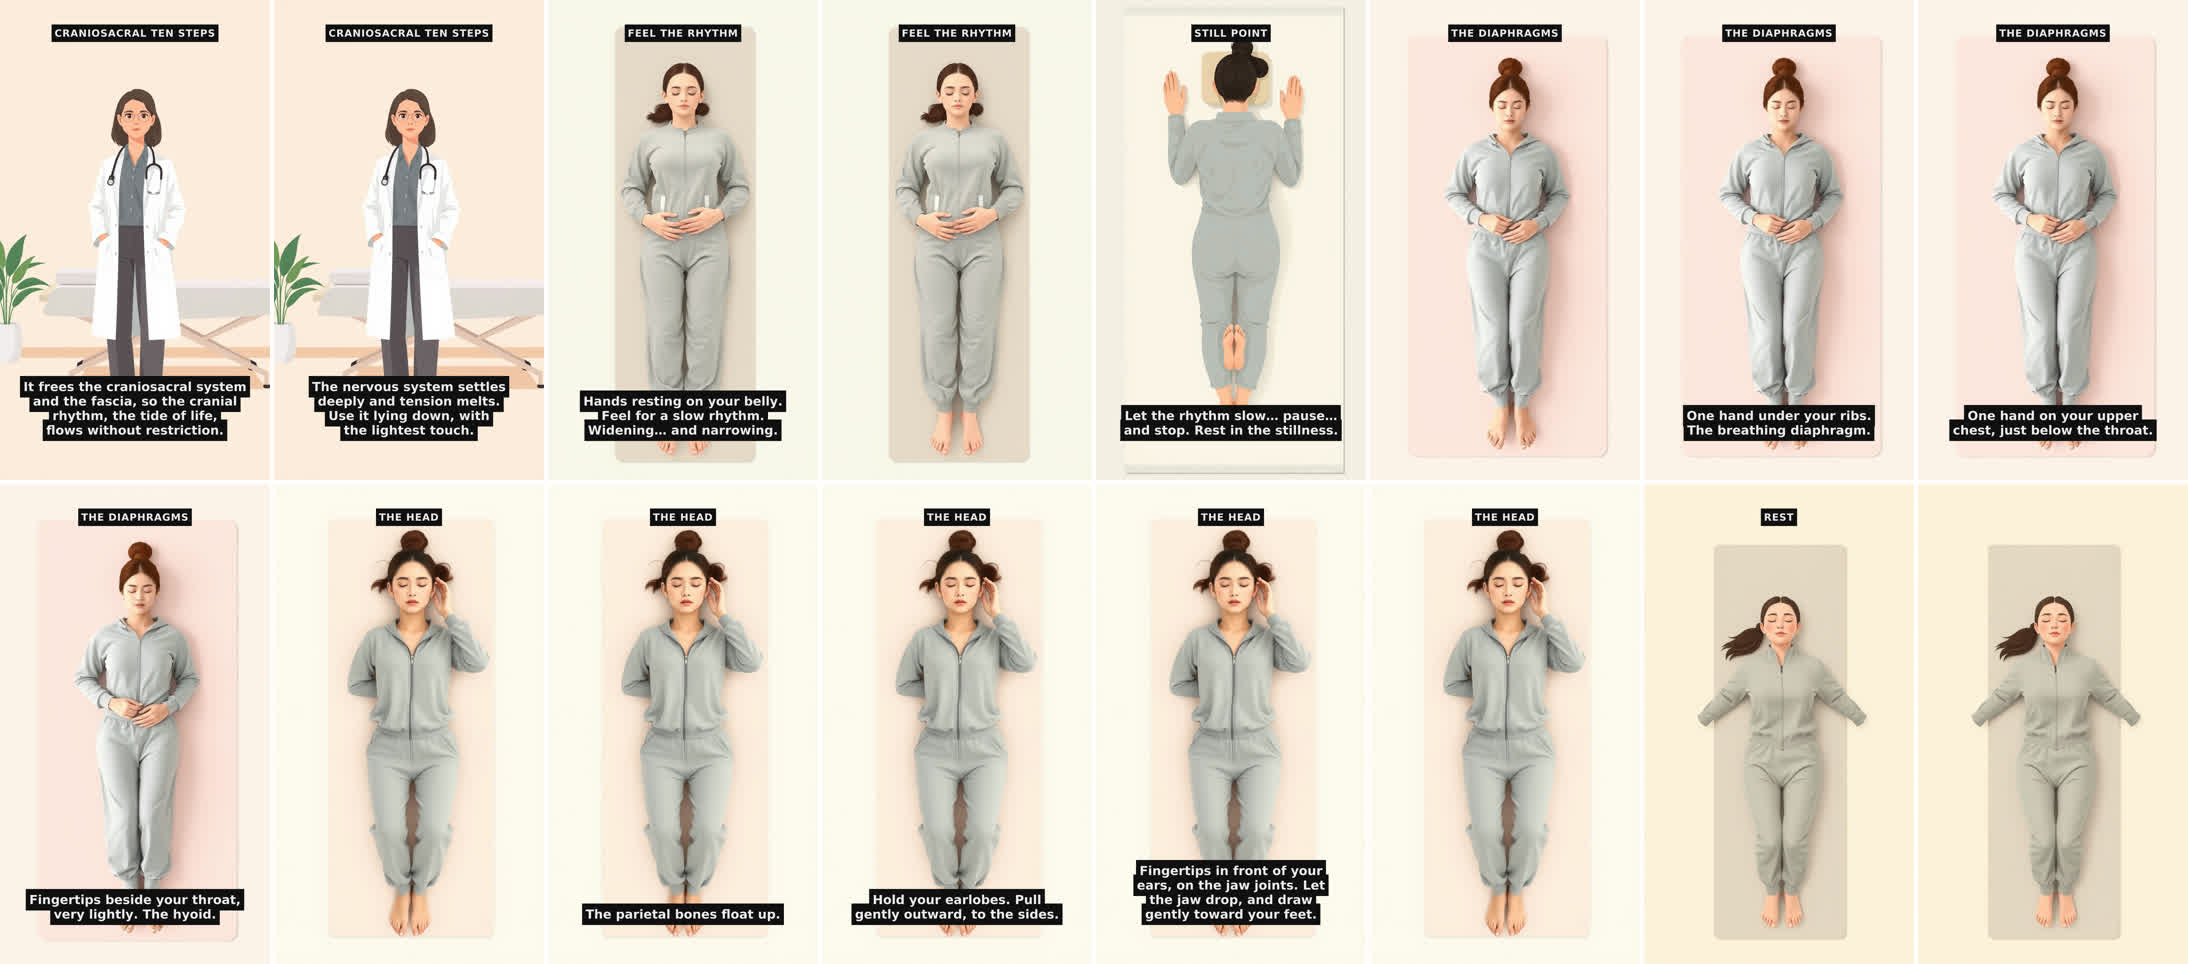 CRANIOSACRAL TEN STEPS
It frees the craniosacral system
and the fascia, so the cranial
rhythm, the tide of life,
flows without restriction.
CRANIOSACRAL TEN STEPS
The nervous system settles
deeply and tension melts.
Use it lying down, with
the lightest touch.
FEEL THE RHYTHM
Hands resting on your belly.
Feel for a slow rhythm.
Widening... and narrowing.
FEEL THE RHYTHM
STILL POINT
Let the rhythm slow... pause...
and stop. Rest in the stillness.
THE DIAPHRAGMS
THE DIAPHRAGMS
One hand under your ribs.
The breathing diaphragm.
THE DIAPHRAGMS
One hand on your upper
chest, just below the throat.
THE DIAPHRAGMS
Fingertips beside your throat,
very lightly. The hyoid.
THE HEAD
THE HEAD
The parietal bones float up.
THE HEAD
Hold your earlobes. Pull
gently outward, to the sides.
THE HEAD
Fingertips in front of your
ears, on the jaw joints. Let
the jaw drop, and draw
gently toward your feet.
THE HEAD
REST